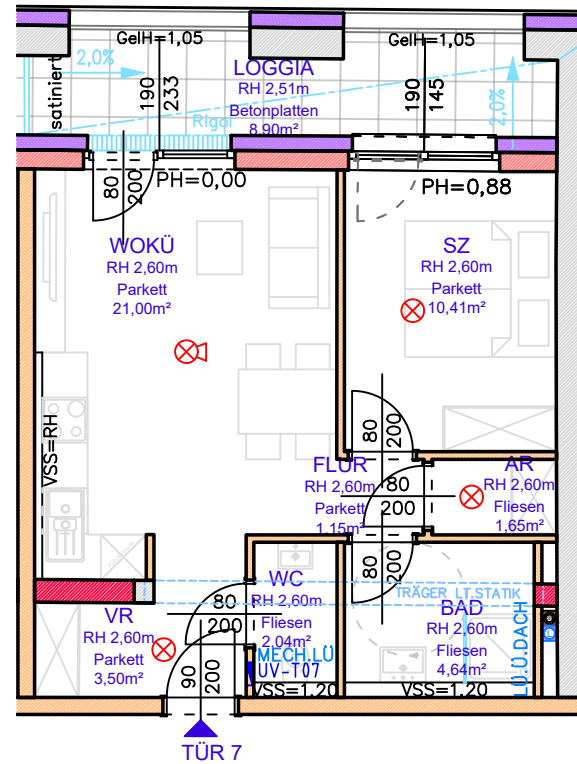 GelH=1,05
GelH=1,05
satiniert
2,0%
190
233
LOGGIA
RH 2,51m
Betonplatten
8,90m²
Rigol
190
145
2,0%
80
200
PH=0,00
PH=0,88
WOKÜ
RH 2,60m
Parkett
21,00m²
SZ
RH 2,60m
Parkett
10,41m²
VSS=RH
80
200
FLUR
RH 2,60m
Parkett
1,15m²
80
200
AR
RH 2,60m
Fliesen
1,65m²
80
200
WC
RH 2,60m
Fliesen
2,04m²
TRÄGER LT.STATIK
BAD
RH 2,60m
Fliesen
4,64m²
VR
RH 2,60m
Parkett
3,50m²
80
200
90
200
MECH.LÜ
UV-T07
VSS=1.20
VSS=1.20
LÜ.Ü.DACH
TÜR 7